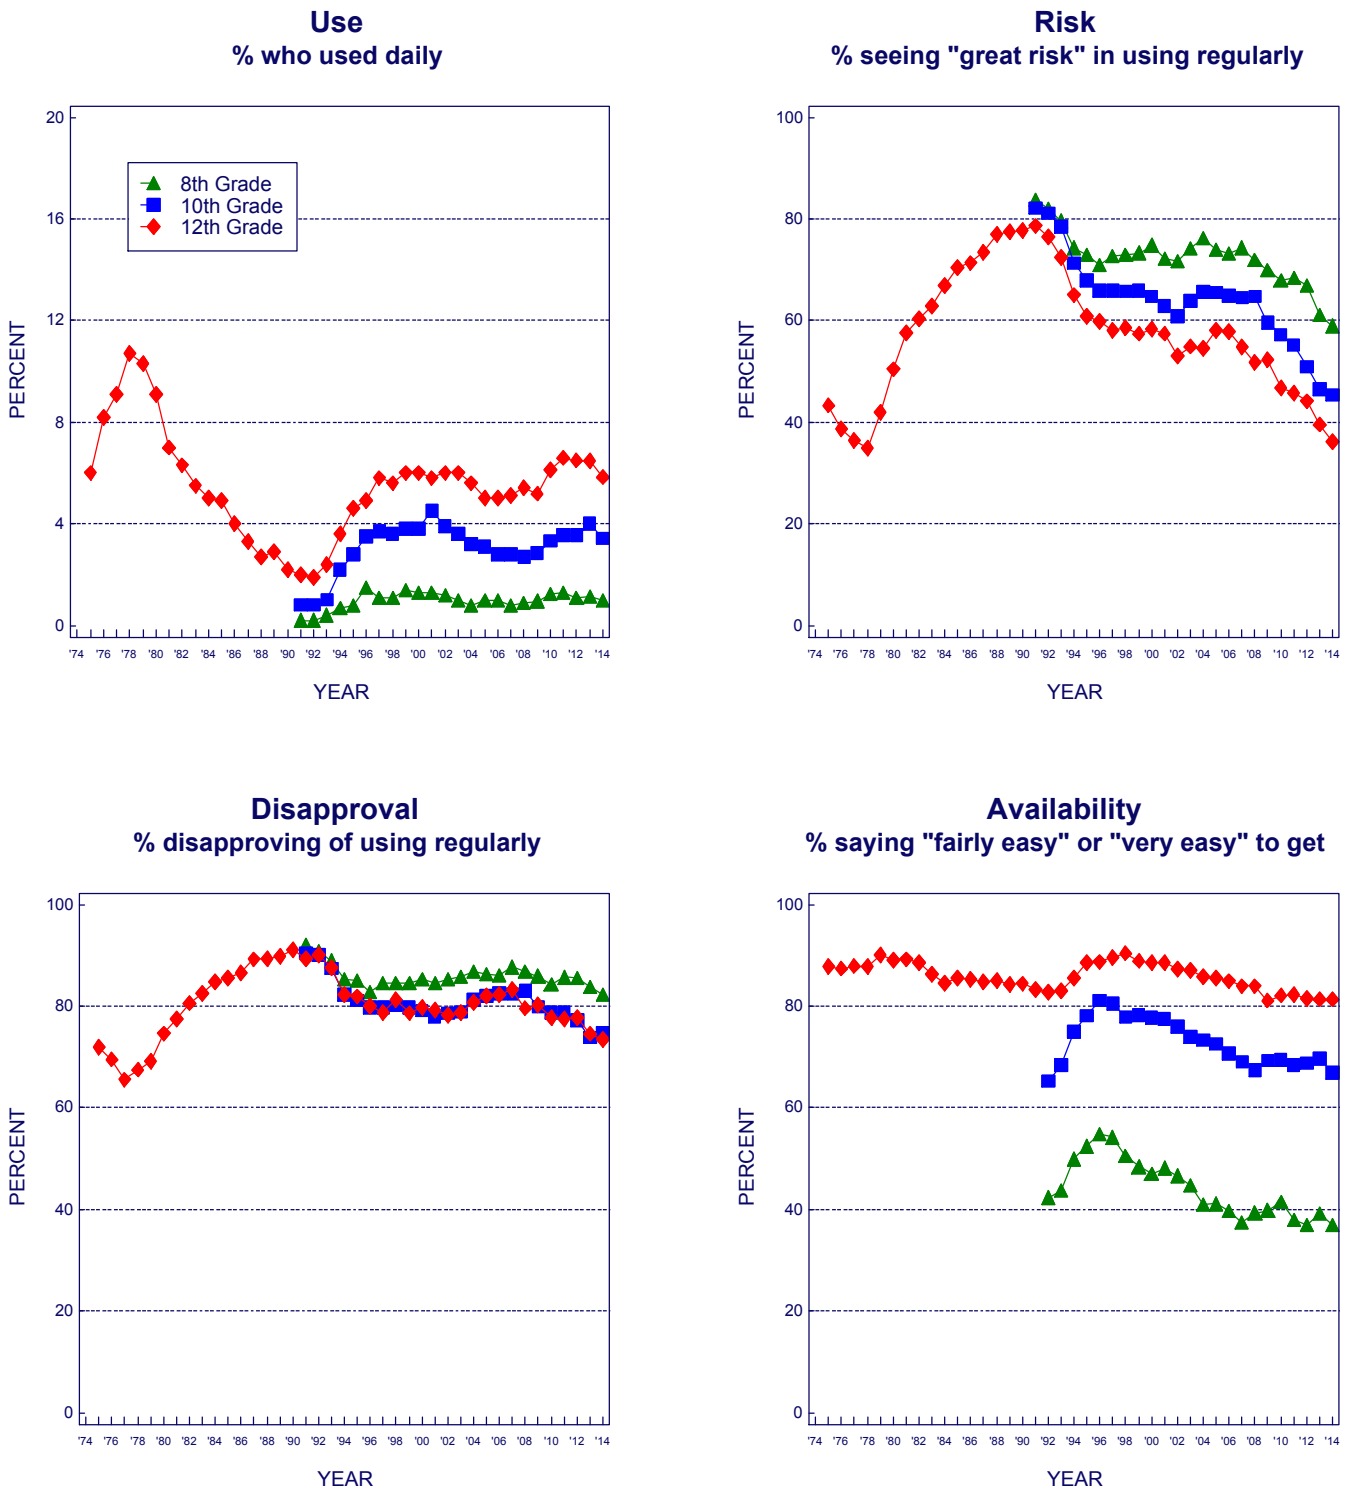 Use
% who used daily
20
16
12
8
4
0
PERCENT
8th Grade
10th Grade
12th Grade
'74 '76 '78 '80 '82 '84 '86 '88 '90 '92 '94 '96 '98 '00 '02 '04 '06 '08 '10 '12 '14
YEAR
Risk
% seeing "great risk" in using regularly
100
80
60
40
20
0
PERCENT
'74 '76 '78 '80 '82 '84 '86 '88 '90 '92 '94 '96 '98 '00 '02 '04 '06 '08 '10 '12 '14
YEAR
Disapproval
% disapproving of using regularly
100
80
60
40
20
0
PERCENT
'74 '76 '78 '80 '82 '84 '86 '88 '90 '92 '94 '96 '98 '00 '02 '04 '06 '08 '10 '12 '14
YEAR
Availability
% saying "fairly easy" or "very easy" to get
100
80
60
40
20
0
PERCENT
'74 '76 '78 '80 '82 '84 '86 '88 '90 '92 '94 '96 '98 '00 '02 '04 '06 '08 '10 '12 '14
YEAR